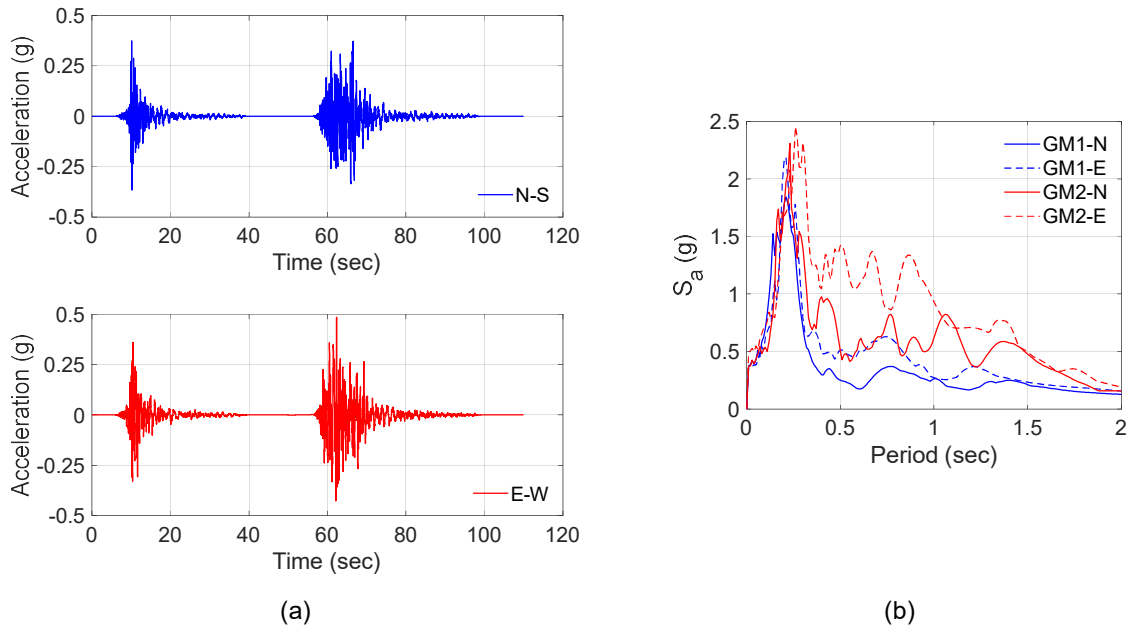 0.5
0.25
0
-0.25
-0.5
Acceleration (g)
N-S
0 20 40 60 80 100 120
Time (sec)
0.5
0.25
0
-0.25
-0.5
Acceleration (g)
E-W
0 20 40 60 80 100 120
Time (sec)
(a)
2.5
2
1.5
1
0.5
0
S_a (g)
GM1-N
GM1-E
GM2-N
GM2-E
0 0.5 1 1.5 2
Period (sec)
(b)